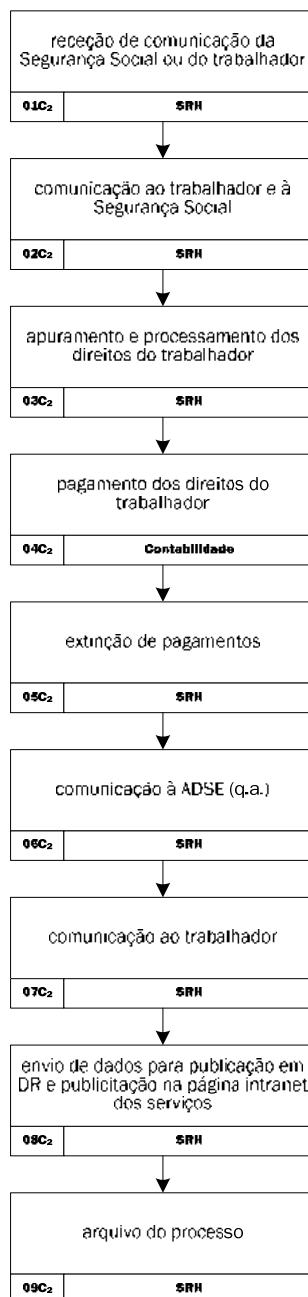 receção de comunicação da
Segurança Social ou do trabalhador
01C₂ SRH
comunicação ao trabalhador e à
Segurança Social
02C₂ SRH
apuramento e processamento dos
direitos do trabalhador
03C₂ SRH
pagamento dos direitos do
trabalhador
04C₂ Contabilidade
extinção de pagamentos
05C₂ SRH
comunicação à ADSE (q.a.)
06C₂ SRH
comunicação ao trabalhador
07C₂ SRH
envio de dados para publicação em
DR e publicitação na página intranet
dos serviços
08C₂ SRH
arquivo do processo
09C₂ SRH